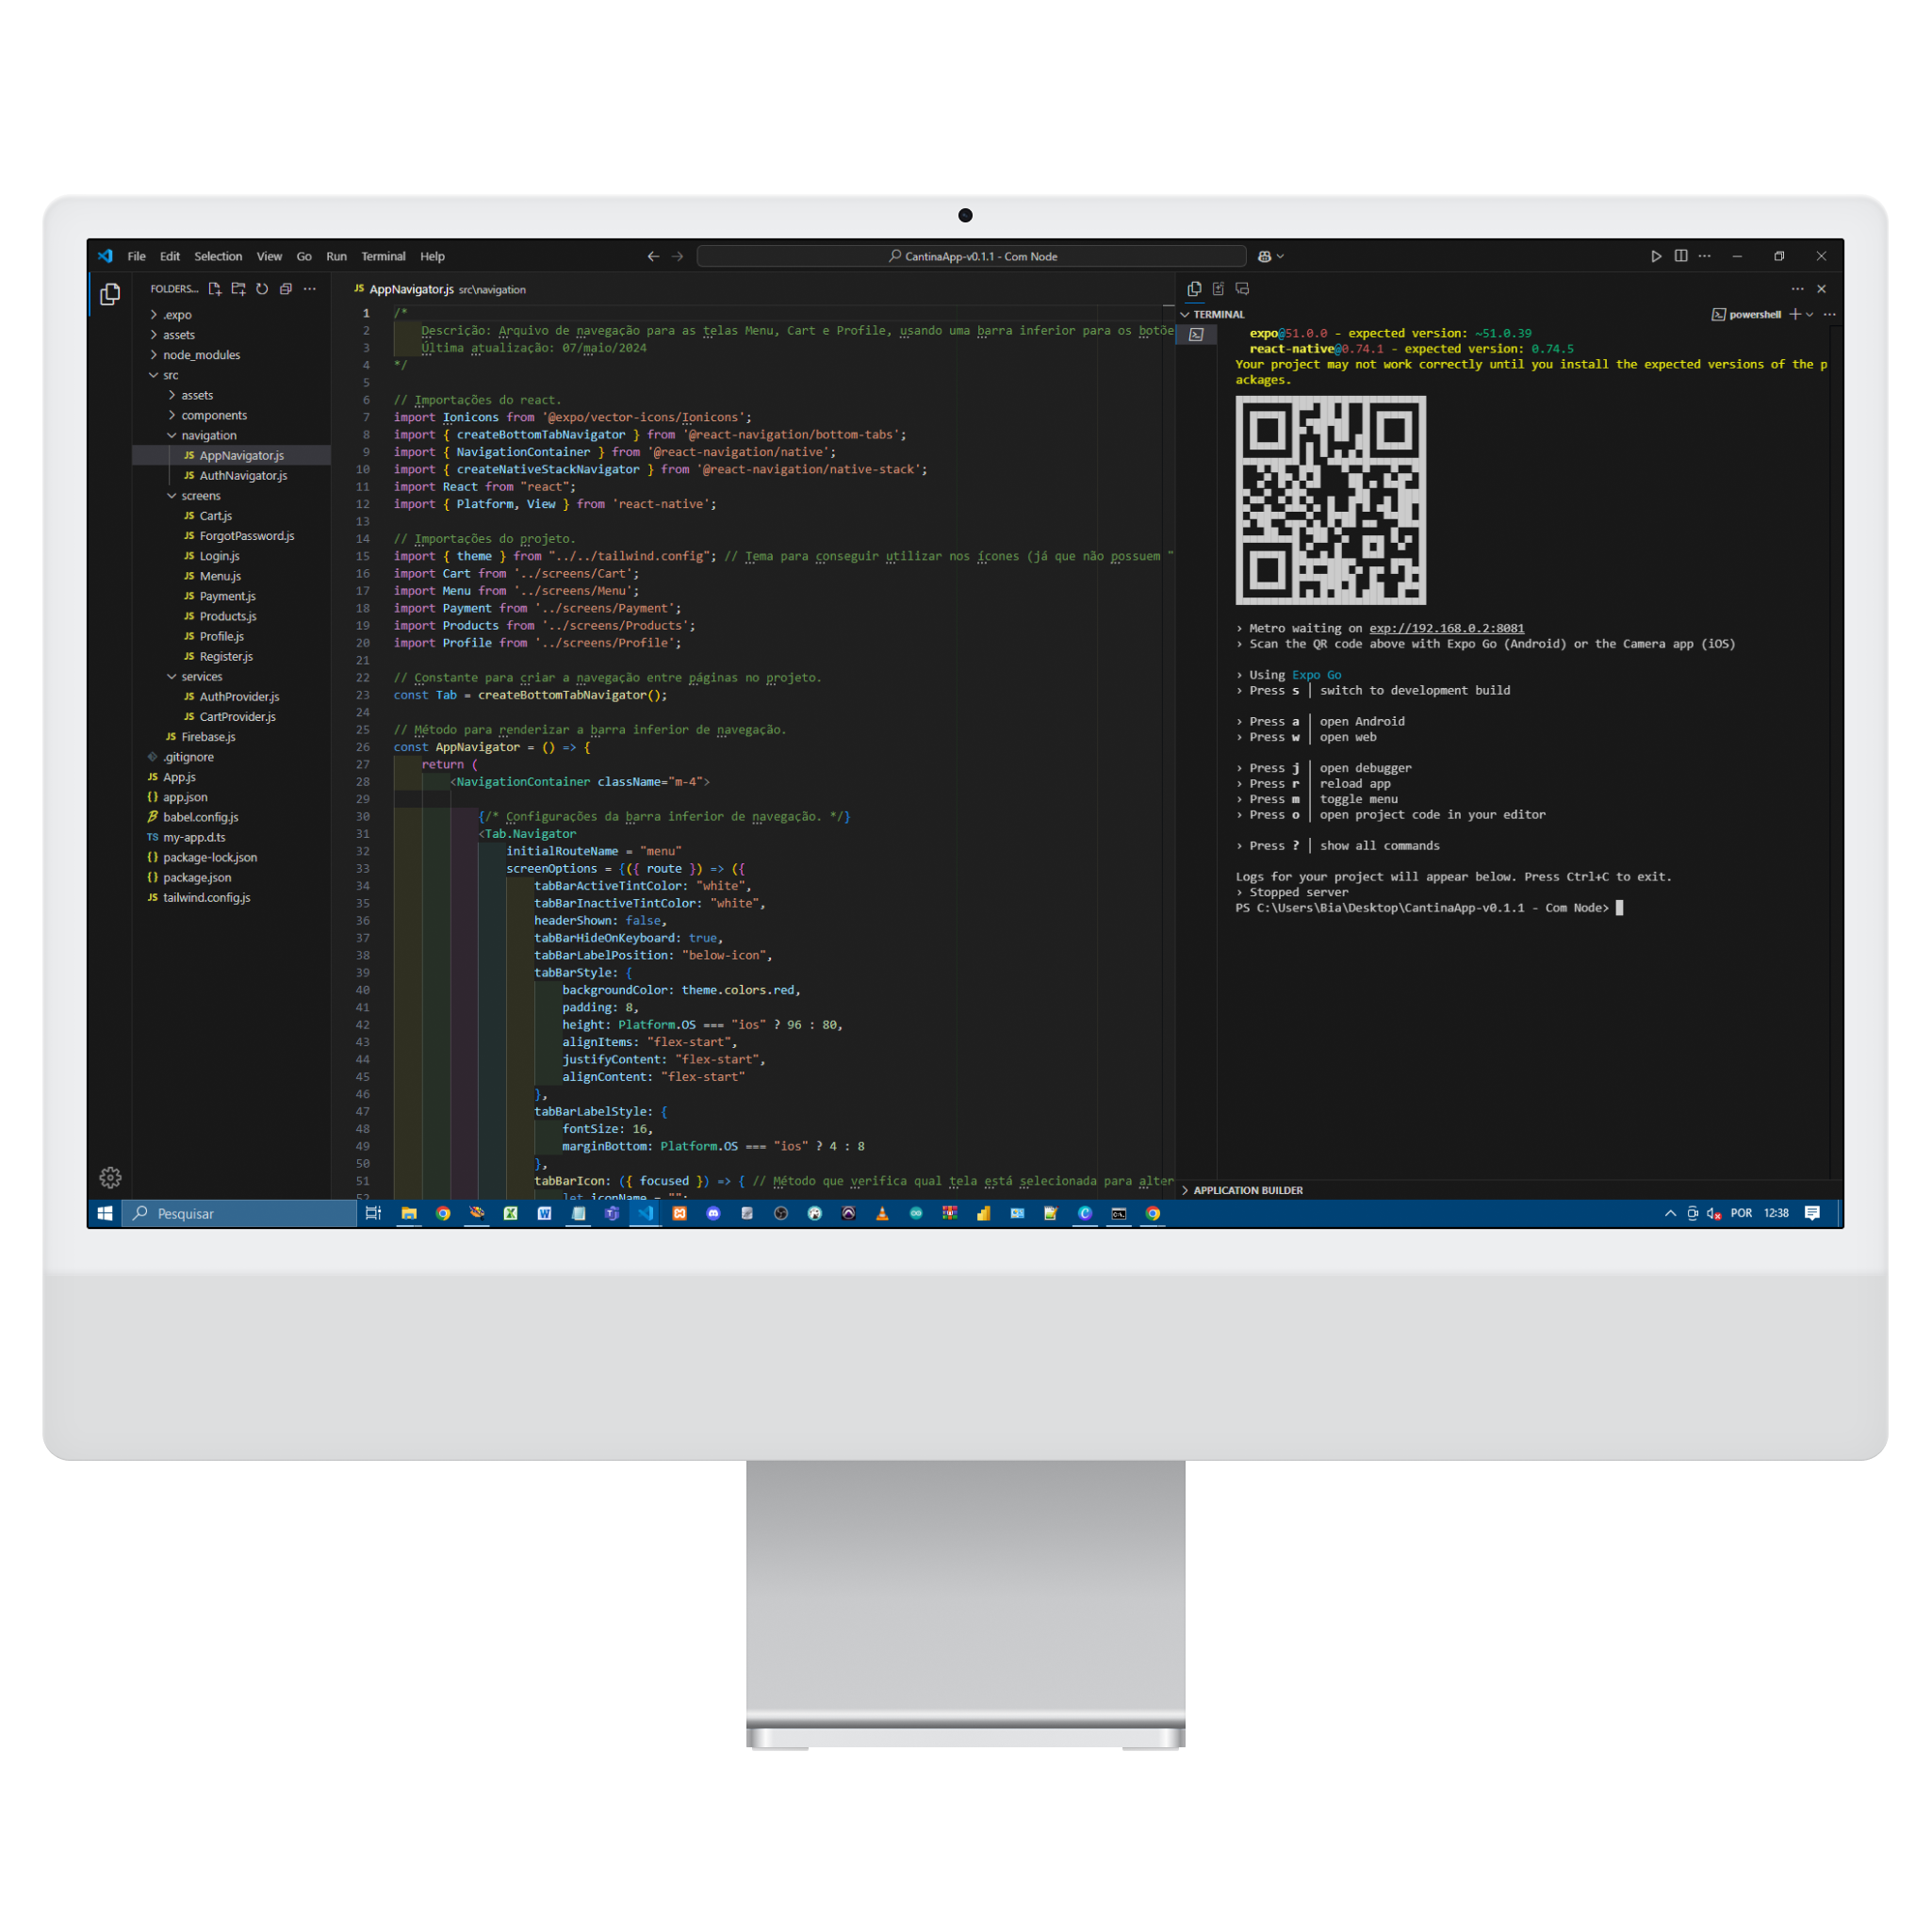 File Edit Selection View Go Run Terminal Help
CantinaApp-v0.1.1 - Com Node
FOLDERS...
.expo
assets
node_modules
src
assets
components
navigation
JS AppNavigator.js
JS AuthNavigator.js
screens
JS Cart.js
JS ForgotPassword.js
JS Login.js
JS Menu.js
JS Payment.js
JS Products.js
JS Profile.js
JS Register.js
services
JS AuthProvider.js
JS CartProvider.js
JS Firebase.js
.gitignore
JS App.js
{} app.json
babel.config.js
TS my-app.d.ts
{} package-lock.json
{} package.json
JS tailwind.config.js
JS AppNavigator.js src\navigation
1 /*
2 Descrição: Arquivo de navegação para as telas Menu, Cart e Profile, usando uma barra inferior para os botõe
3 Última atualização: 07/maio/2024
4 */
5
6 // Importações do react.
7 import Ionicons from '@expo/vector-icons/Ionicons';
8 import { createBottomTabNavigator } from '@react-navigation/bottom-tabs';
9 import { NavigationContainer } from '@react-navigation/native';
10 import { createNativeStackNavigator } from '@react-navigation/native-stack';
11 import React from "react";
12 import { Platform, View } from 'react-native';
13
14 // Importações do projeto.
15 import { theme } from "../../tailwind.config"; // Tema para conseguir utilizar nos ícones (já que não possuem "
16 import Cart from '../screens/Cart';
17 import Menu from '../screens/Menu';
18 import Payment from '../screens/Payment';
19 import Products from '../screens/Products';
20 import Profile from '../screens/Profile';
21
22 // Constante para criar a navegação entre páginas no projeto.
23 const Tab = createBottomTabNavigator();
24
25 // Método para renderizar a barra inferior de navegação.
26 const AppNavigator = () => {
27 return (
28 <NavigationContainer className="m-4">
29
30 {/* Configurações da barra inferior de navegação. */}
31 <Tab.Navigator
32 initialRouteName = "menu"
33 screenOptions = {({ route }) => ({
34 tabBarActiveTintColor: "white",
35 tabBarInactiveTintColor: "white",
36 headerShown: false,
37 tabBarHideOnKeyboard: true,
38 tabBarLabelPosition: "below-icon",
39 tabBarStyle: {
40 backgroundColor: theme.colors.red,
41 padding: 8,
42 height: Platform.OS === "ios" ? 96 : 80,
43 alignItems: "flex-start",
44 justifyContent: "flex-start",
45 alignContent: "flex-start"
46 },
47 tabBarLabelStyle: {
48 fontSize: 16,
49 marginBottom: Platform.OS === "ios" ? 4 : 8
50 },
51 tabBarIcon: ({ focused }) => { // Método que verifica qual tela está selecionada para alter
52 let iconName = "";
TERMINAL
powershell
expo@51.0.0 - expected version: ~51.0.39
react-native@0.74.1 - expected version: 0.74.5
Your project may not work correctly until you install the expected versions of the p
ackages.
› Metro waiting on exp://192.168.0.2:8081
› Scan the QR code above with Expo Go (Android) or the Camera app (iOS)
› Using Expo Go
› Press s │ switch to development build
› Press a │ open Android
› Press w │ open web
› Press j │ open debugger
› Press r │ reload app
› Press m │ toggle menu
› Press o │ open project code in your editor
› Press ? │ show all commands
Logs for your project will appear below. Press Ctrl+C to exit.
› Stopped server
PS C:\Users\Bia\Desktop\CantinaApp-v0.1.1 - Com Node>
APPLICATION BUILDER
Pesquisar
POR 12:38